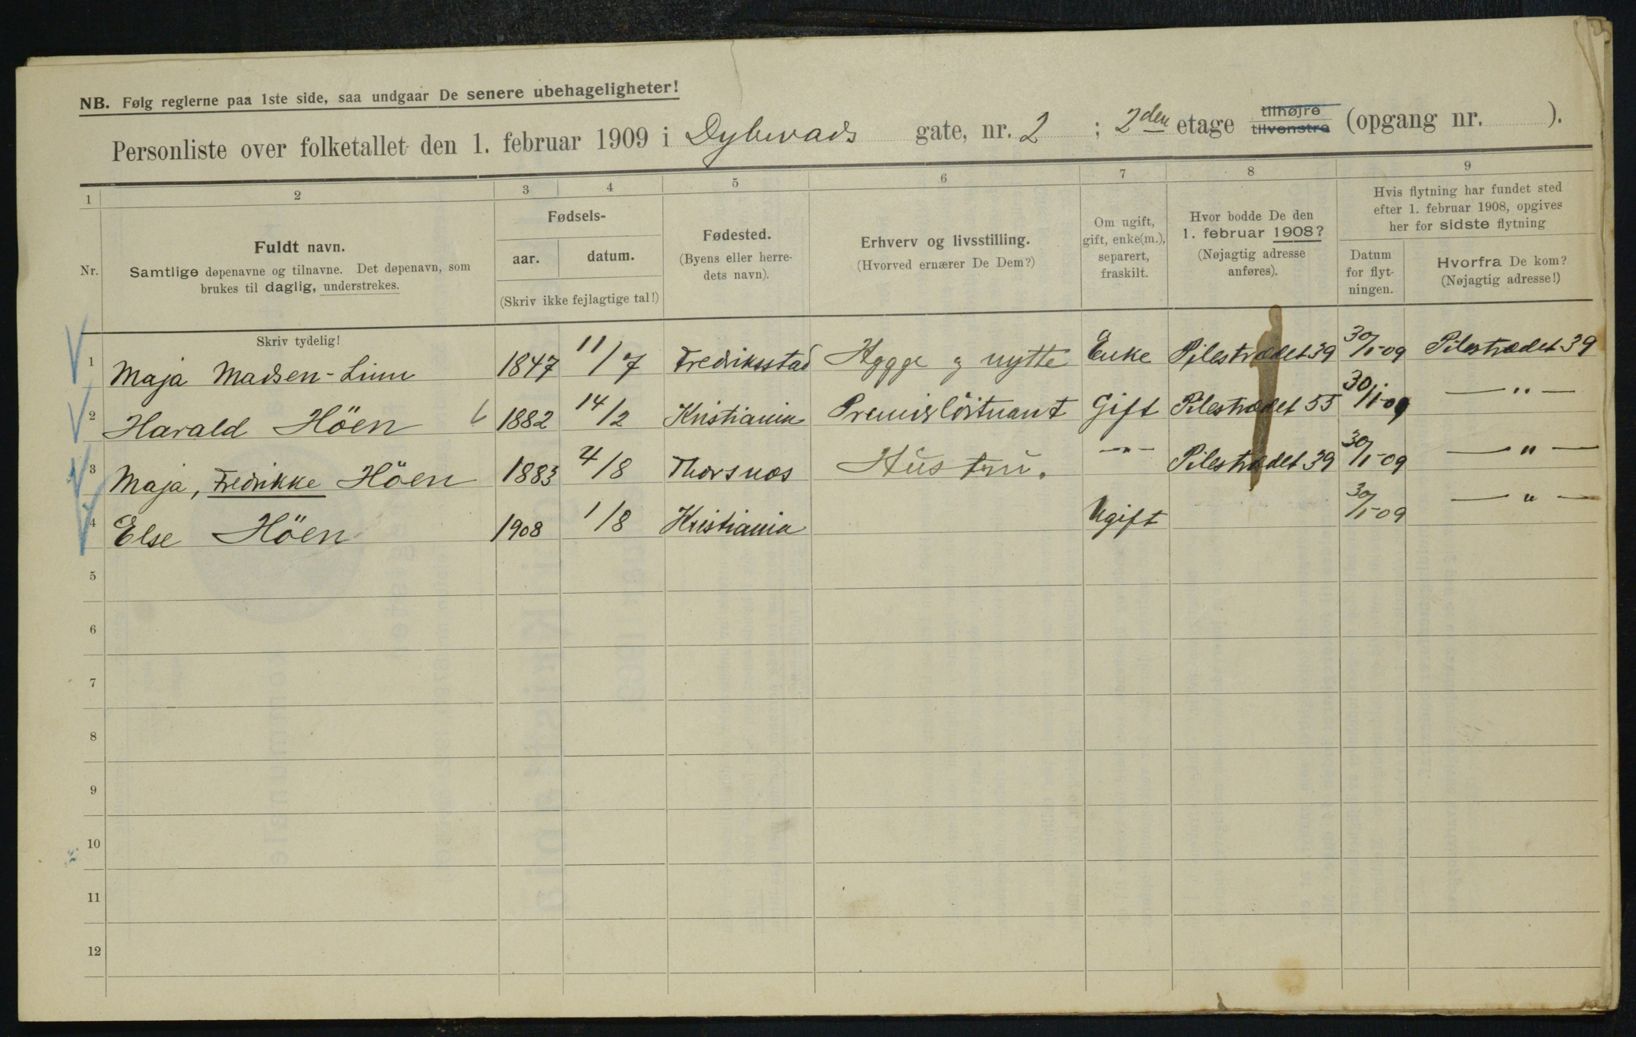 NB. Følg reglerne paa 1ste side, saa undgaar De senere ubehageligheter!
Personliste over folketallet den 1. februar 1909 i Dybwads gate, nr. 2 ; 2den etage tilhøjre tilvenstre (opgang nr. ).
1 2 3 4 5 6 7 8 9
Nr.
Fuldt navn.
Samtlige døpenavne og tilnavne. Det døpenavn, som
brukes til daglig, understrekes.
Fødsels-
aar. datum.
(Skriv ikke fejlagtige tal!)
Fødested.
(Byens eller herre-
dets navn).
Erhverv og livsstilling.
(Hvorved ernærer De Dem?)
Om ugift,
gift, enke(m.),
separert,
fraskilt.
Hvor bodde De den
1. februar 1908?
(Nøjagtig adresse
anføres).
Hvis flytning har fundet sted
efter 1. februar 1908, opgives
her for sidste flytning
Datum
for flyt-
ningen.
Hvorfra De kom?
(Nøjagtig adresse!)
Skriv tydelig!
1 Maja Madsen-Linn 1847 11/7 Fredriksstad Hygge og nytte Enke Pilestrædet 39 30/1-09 Pilestrædet 39
2 Harald Höen 1882 14/2 Kristiania Premierlöitnant Gift Pilestrædet 55 30/1-09 — " —
3 Maja, Fredrikke Höen 1883 4/8 Thorsnæs Hustru. — " — Pilestrædet 39 30/1-09 — " —
4 Else Höen 1908 1/8 Kristiania Ugift 30/1-09 — " —
5
6
7
8
9
10
11
12